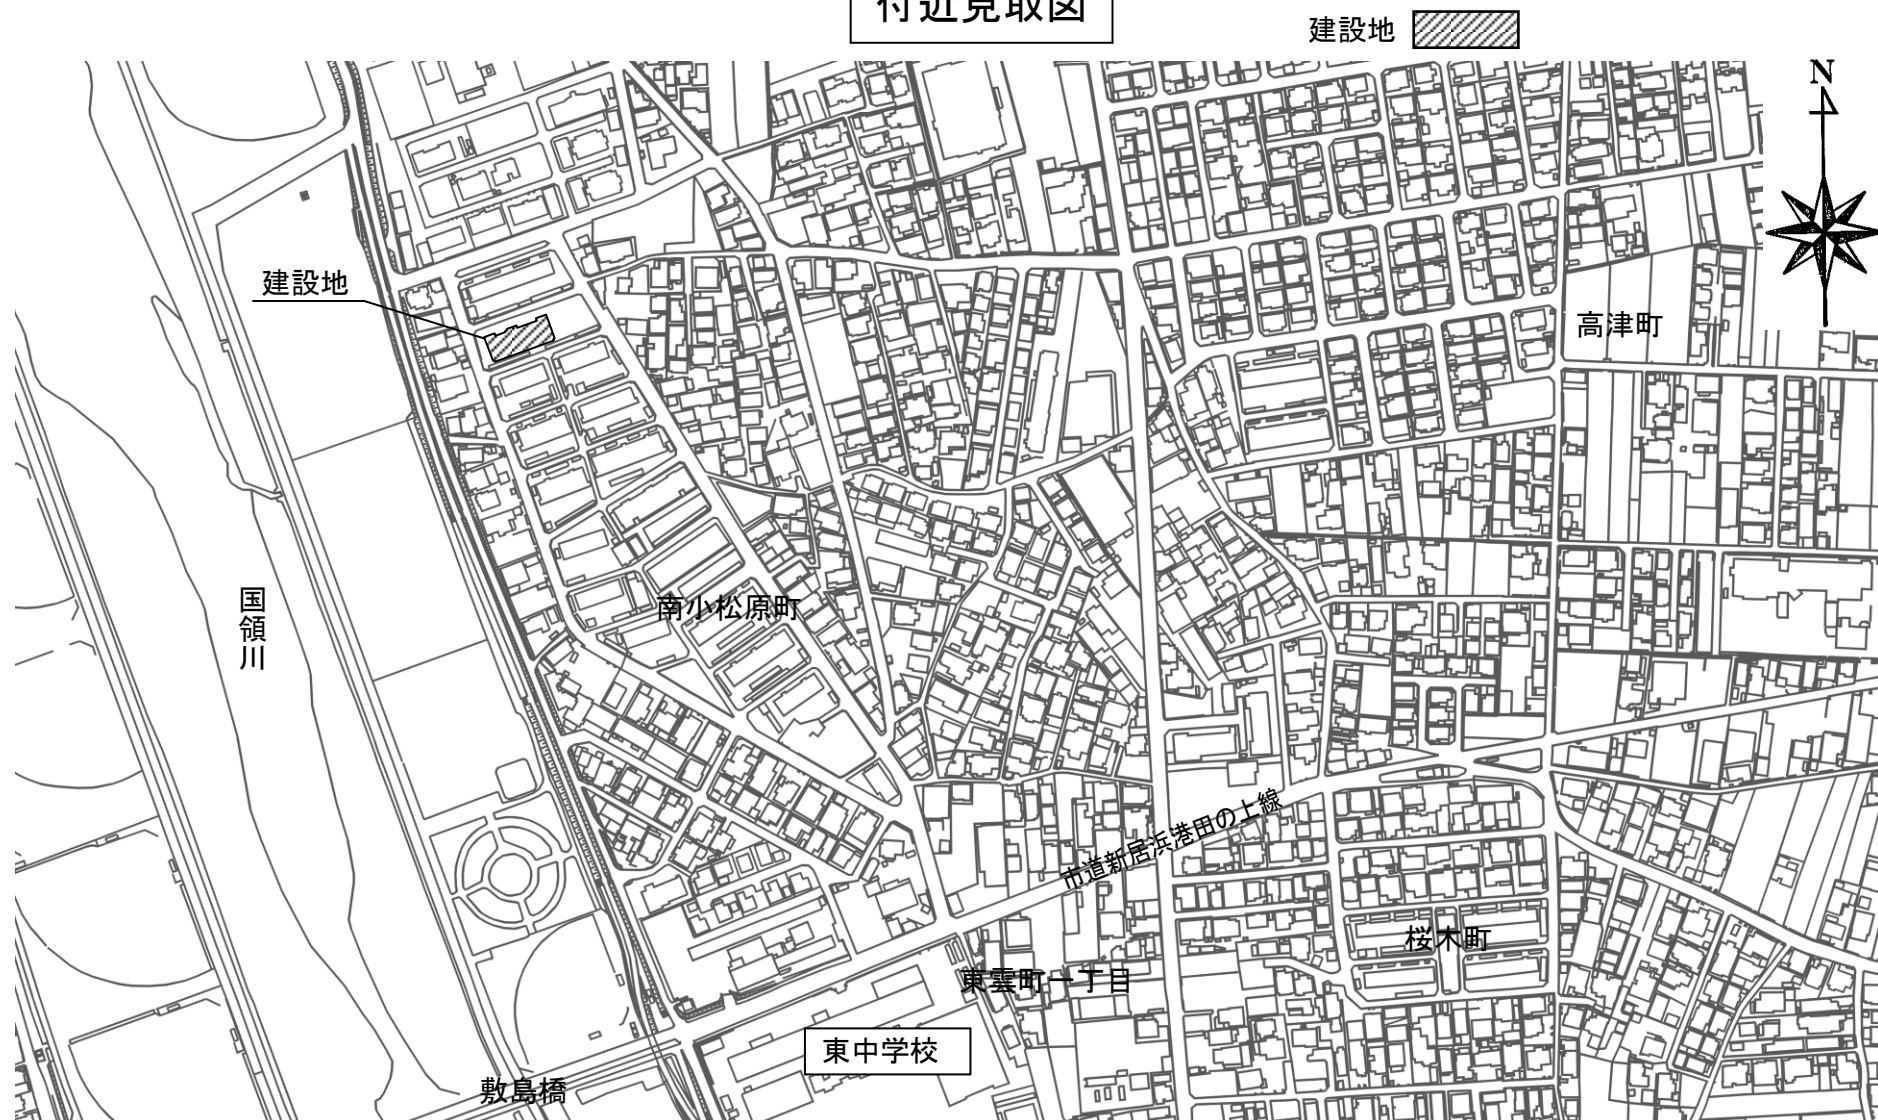 付近見取図
建設地
N
建設地
高津町
国領川
南小松原町
市道新居浜港田の上線
桜木町
東雲町一丁目
東中学校
敷島橋